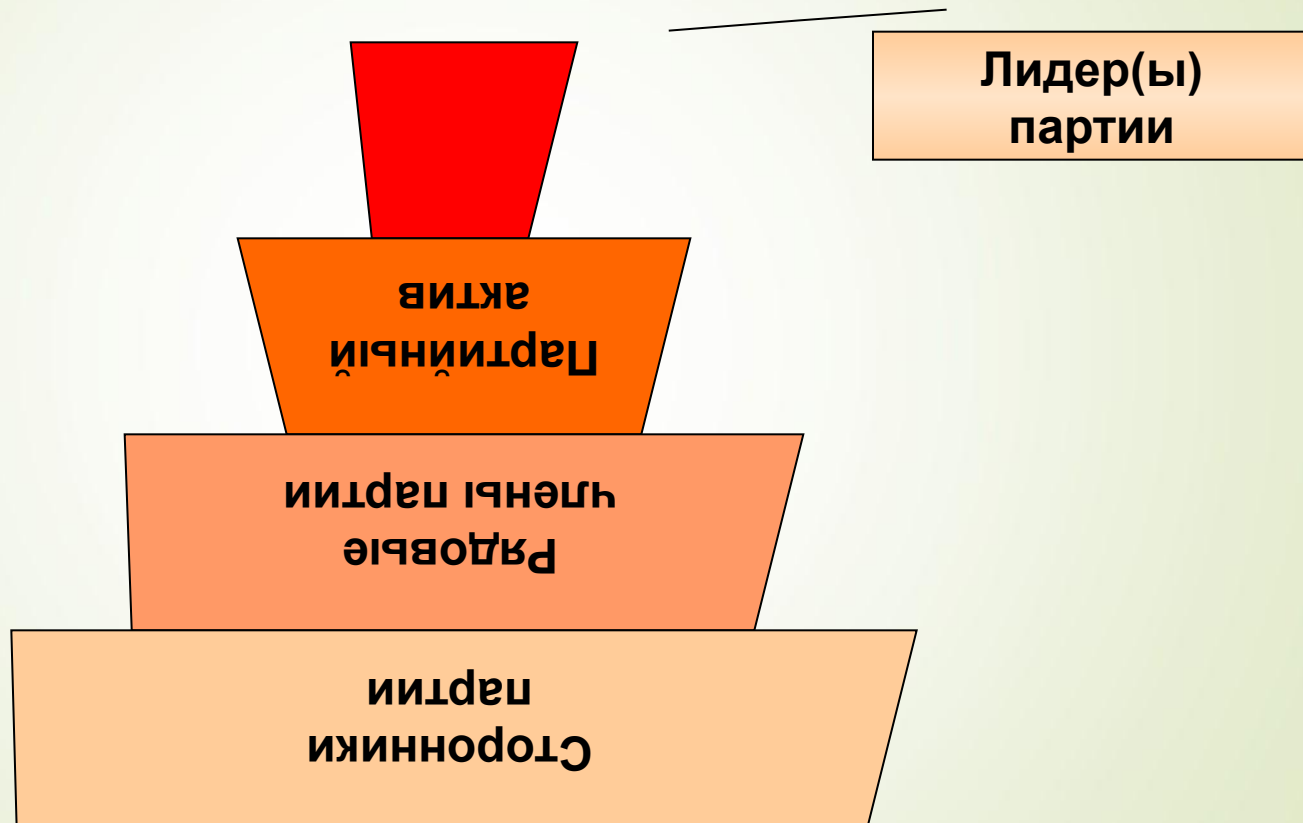 Лидер(ы)
партии
Партийный
актив
Рядовые
члены партии
Сторонники
партии